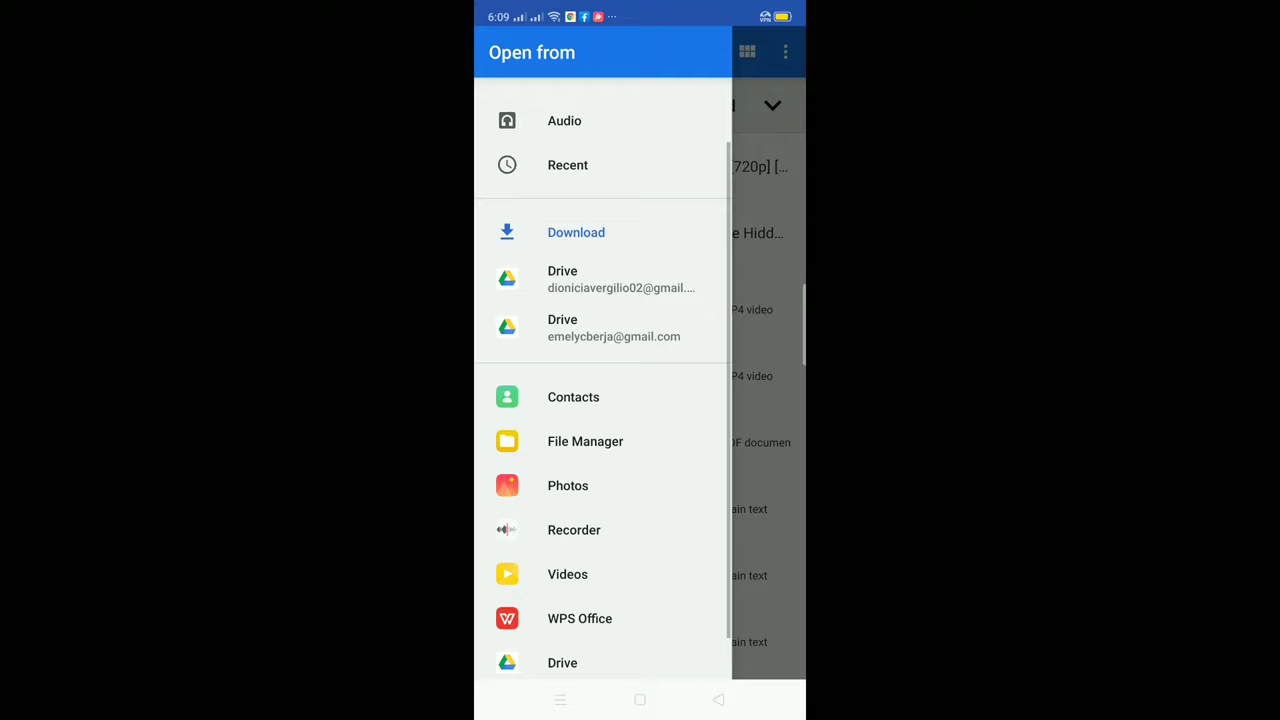 6:09
VPN
Open from
Audio
Recent
[720p] [...
Download
e Hidd...
Drive
dioniciavergilio02@gmail....
P4 video
Drive
emelycberja@gmail.com
P4 video
Contacts
File Manager
DF documen
Photos
ain text
Recorder
Videos
ain text
WPS Office
ain text
Drive